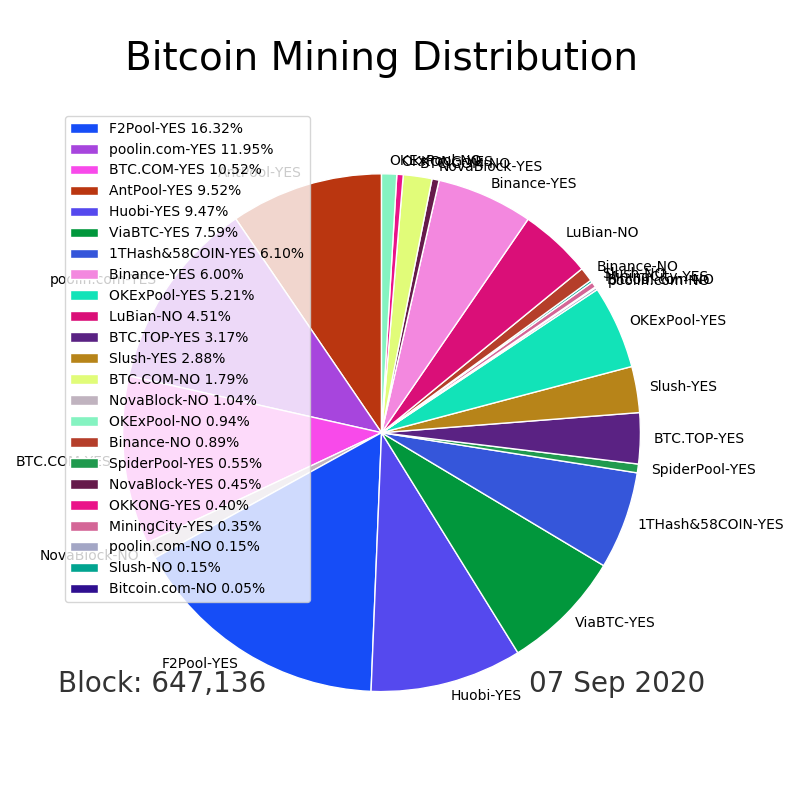 Bitcoin Mining Distribution
F2Pool-YES 16.32%
poolin.com-YES 11.95%
BTC.COM-YES 10.52%
AntPool-YES 9.52%
Huobi-YES 9.47%
ViaBTC-YES 7.59%
1THash&58COIN-YES 6.10%
Binance-YES 6.00%
OKExPool-YES 5.21%
LuBian-NO 4.51%
BTC.TOP-YES 3.17%
Slush-YES 2.88%
BTC.COM-NO 1.79%
NovaBlock-NO 1.04%
OKExPool-NO 0.94%
Binance-NO 0.89%
SpiderPool-YES 0.55%
NovaBlock-YES 0.45%
OKKONG-YES 0.40%
MiningCity-YES 0.35%
poolin.com-NO 0.15%
Slush-NO 0.15%
Bitcoin.com-NO 0.05%
OKExPool-NO
NovaBlock-YES
Binance-YES
LuBian-NO
Binance-NO
poolin.com-NO
OKExPool-YES
Slush-YES
BTC.TOP-YES
SpiderPool-YES
1THash&58COIN-YES
ViaBTC-YES
Huobi-YES
F2Pool-YES
NovaBlock-NO
BTC.COM-YES
poolin.com-YES
AntPool-YES
Block: 647,136
07 Sep 2020